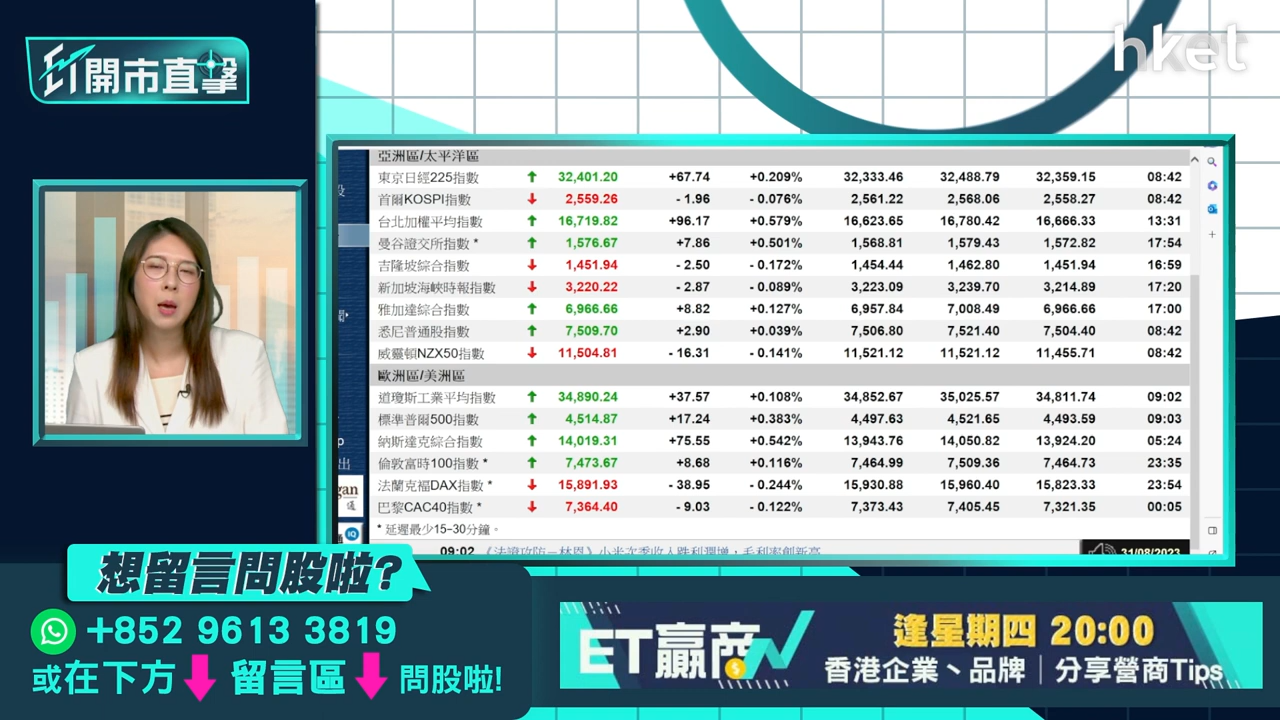 ET開市直擊
hket
亞洲區/太平洋區
東京日經225指數 32,401.20 +67.74 +0.209% 32,333.46 32,488.79 32,359.15 08:42
首爾KOSPI指數 2,559.26 - 1.96 - 0.076% 2,561.22 2,568.06 2,558.27 08:42
台北加權平均指數 16,719.82 +96.17 +0.579% 16,623.65 16,780.42 16,666.33 13:31
曼谷證交所指數 * 1,576.67 +7.86 +0.501% 1,568.81 1,579.43 1,572.82 17:54
吉隆坡綜合指數 1,451.94 - 2.50 - 0.172% 1,454.44 1,462.80 1,451.94 16:59
新加坡海峽時報指數 3,220.22 - 2.87 - 0.089% 3,223.09 3,239.70 3,214.89 17:20
雅加達綜合指數 6,966.66 +8.82 +0.127% 6,957.84 7,008.49 6,966.66 17:00
悉尼普通股指數 7,509.70 +2.90 +0.039% 7,506.80 7,521.40 7,504.40 08:42
威靈頓NZX50指數 11,504.81 - 16.31 - 0.141% 11,521.12 11,521.12 11,455.71 08:42
歐洲區/美洲區
道瓊斯工業平均指數 34,890.24 +37.57 +0.108% 34,852.67 35,025.57 34,811.74 09:02
標準普爾500指數 4,514.87 +17.24 +0.383% 4,497.63 4,521.65 4,493.59 09:03
納斯達克綜合指數 14,019.31 +75.55 +0.542% 13,943.76 14,050.82 13,924.20 05:24
倫敦富時100指數 * 7,473.67 +8.68 +0.116% 7,464.99 7,509.36 7,464.73 23:35
法蘭克福DAX指數 * 15,891.93 - 38.95 - 0.244% 15,930.88 15,960.40 15,823.33 23:54
巴黎CAC40指數 * 7,364.40 - 9.03 - 0.122% 7,373.43 7,405.45 7,321.35 00:05
* 延遲最少15–30分鐘。
09:02 31/08/2023
想留言問股啦?
+852 9613 3819
或在下方 留言區 問股啦!
ET贏商
逢星期四 20:00
香港企業、品牌｜分享營商Tips